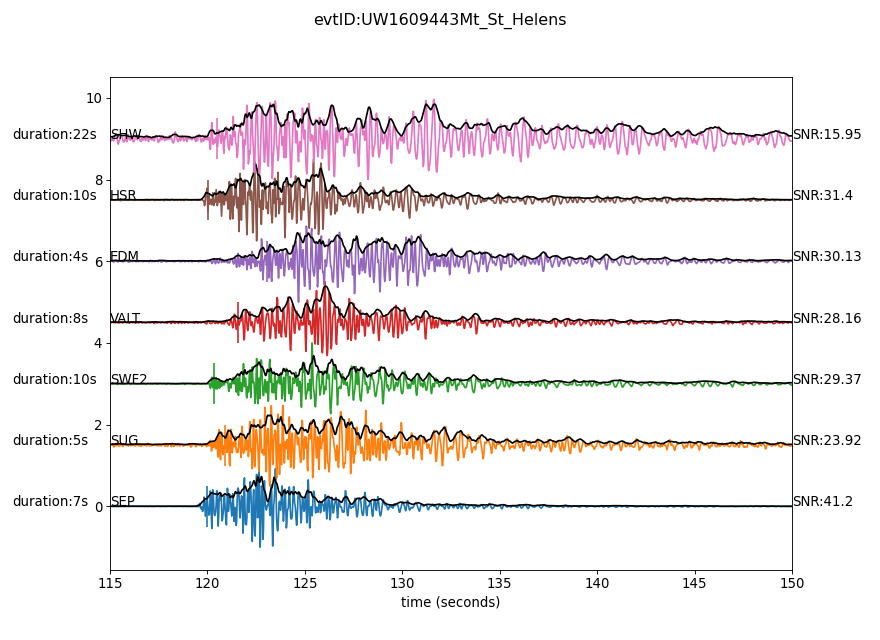 evtID:UW1609443Mt_St_Helens
10
duration:22s SHW SNR:15.95
8
duration:10s HSR SNR:31.4
duration:4s EDM SNR:30.13
6
duration:8s VALT SNR:28.16
4
duration:10s SWF2 SNR:29.37
2
duration:5s SUG SNR:23.92
duration:7s SEP SNR:41.2
0
115 120 125 130 135 140 145 150
time (seconds)